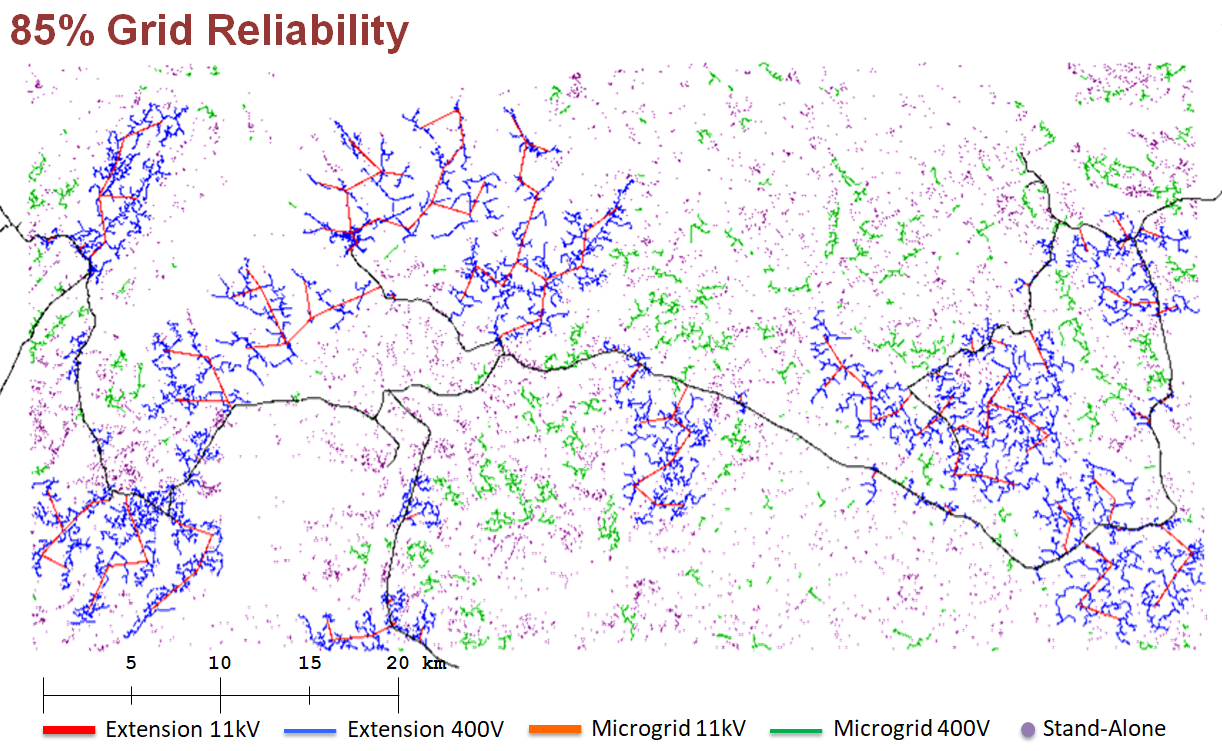 85% Grid Reliability
5 10 15 20 km
Extension 11kV Extension 400V Microgrid 11kV Microgrid 400V Stand-Alone